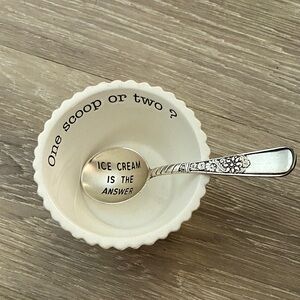 One scoop or two ?
ICE CREAM
IS THE
ANSWER